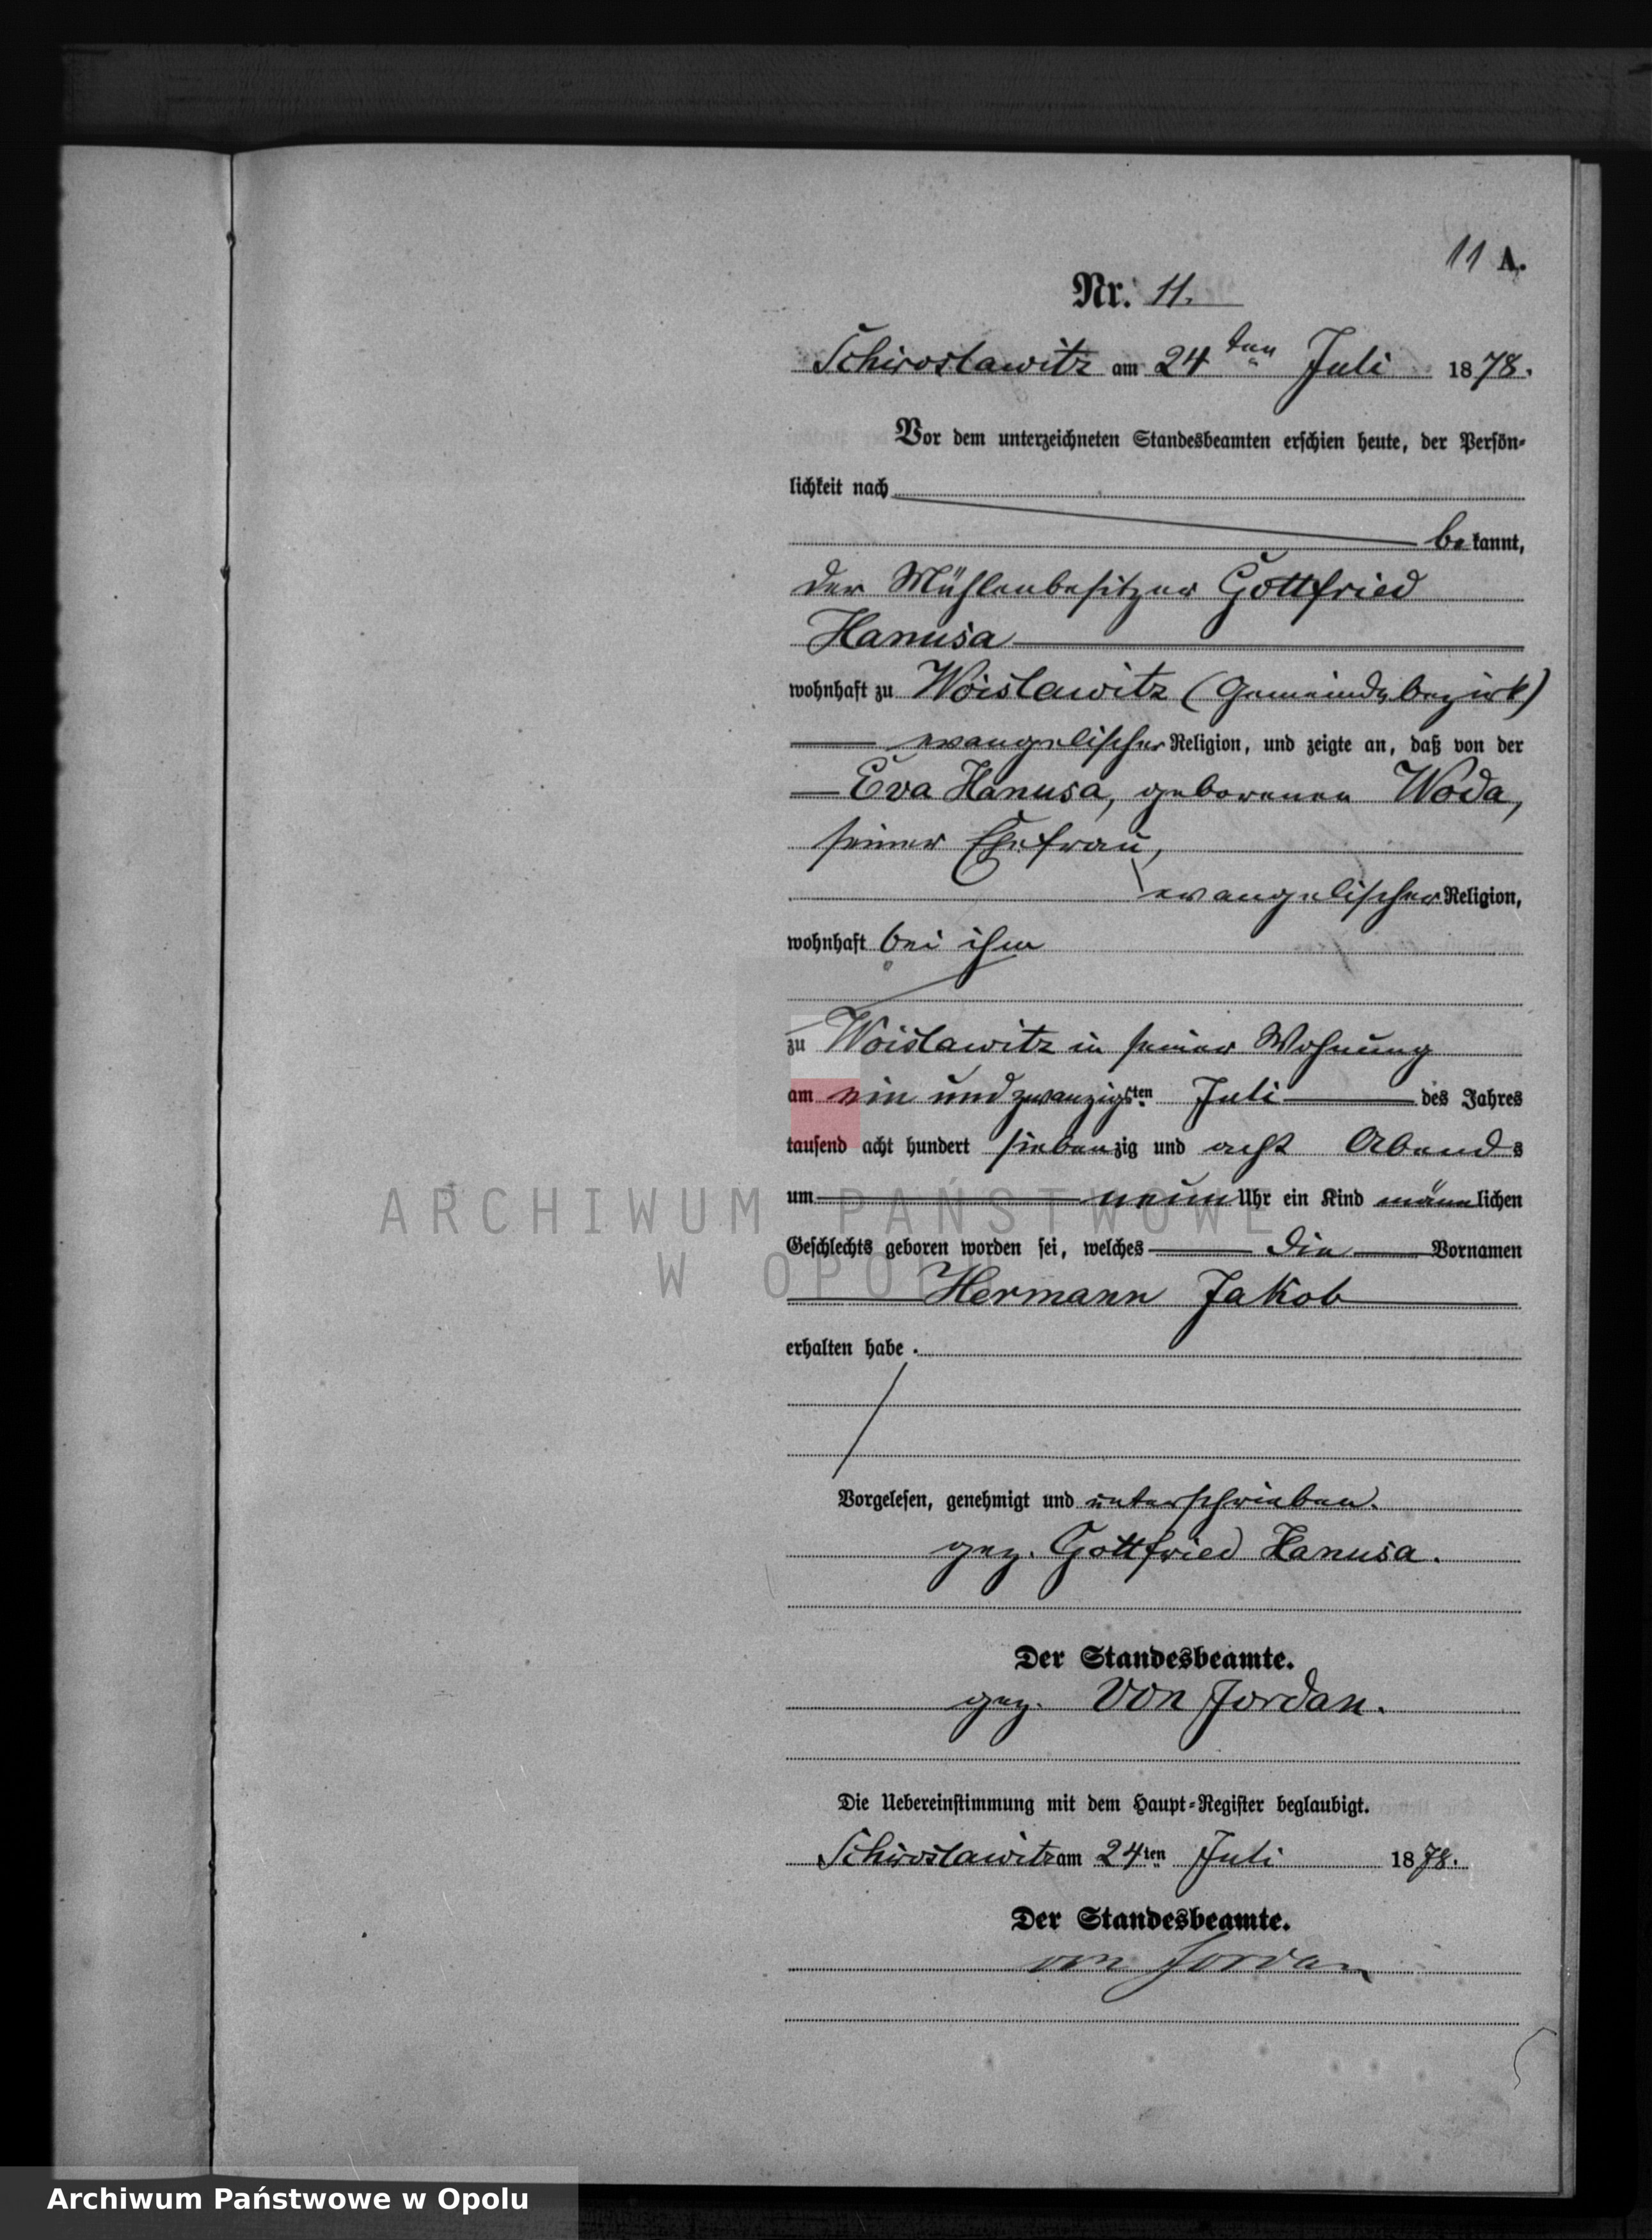 11 A.
Nr. 11.
Schiroslawitz am 24ten Juli 1878.
Vor dem unterzeichneten Standesbeamten erschien heute, der Persön-
lichkeit nach
bekannt,
der Mühlenbesitzer Gottfried
Hanusa
wohnhaft zu Woislawitz (Gemeindebezirk)
evangelischer Religion, und zeigte an, daß von der
Eva Hanusa, geborenen Woda,
seiner Ehefrau,
evangelischer Religion,
wohnhaft bei ihm
zu Woislawitz in seiner Wohnung
am ein und zwanzigsten Juli des Jahres
tausend acht hundert siebenzig und acht Abends
um neun Uhr ein Kind männlichen
Geschlechts geboren worden sei, welches die Vornamen
Hermann Jakob
erhalten habe.
Vorgelesen, genehmigt und unterschrieben.
gez. Gottfried Hanusa.
Der Standesbeamte.
gez. von Jordan.
Die Uebereinstimmung mit dem Haupt-Register beglaubigt.
Schiroslawitz am 24ten Juli 1878.
Der Standesbeamte.
von Jordan
ARCHIWUM PAŃSTWOWE
W OPOLU
Archiwum Państwowe w Opolu